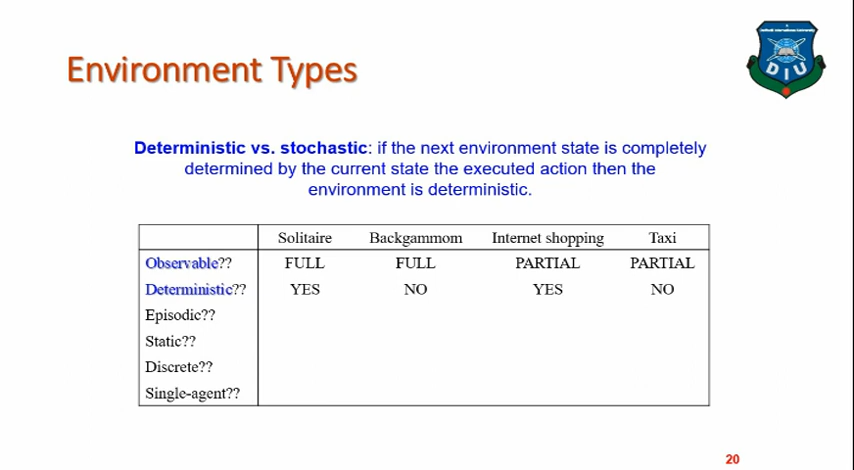 Environment Types
DIU
Deterministic vs. stochastic: if the next environment state is completely
determined by the current state the executed action then the
environment is deterministic.
Solitaire Backgammom Internet shopping Taxi
Observable?? FULL FULL PARTIAL PARTIAL
Deterministic?? YES NO YES NO
Episodic??
Static??
Discrete??
Single-agent??
20